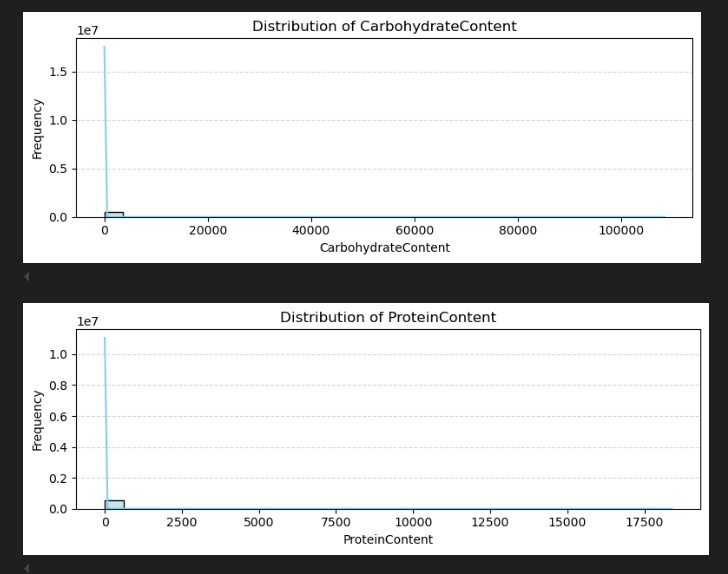 Distribution of CarbohydrateContent
1e7
1.5
1.0
0.5
0.0
Frequency
0 20000 40000 60000 80000 100000
CarbohydrateContent
Distribution of ProteinContent
1e7
1.0
0.8
0.6
0.4
0.2
0.0
Frequency
0 2500 5000 7500 10000 12500 15000 17500
ProteinContent